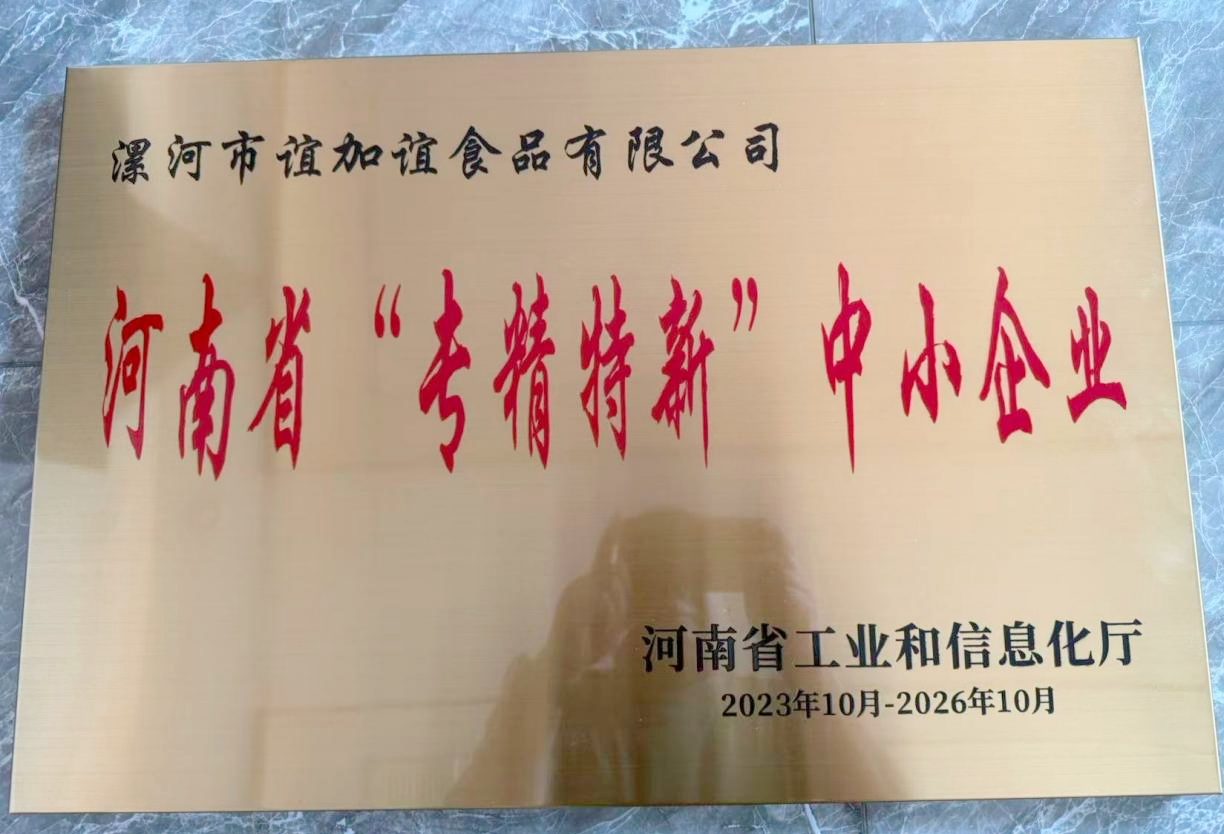 漯河市谊加谊食品有限公司
河南省“专精特新”中小企业
河南省工业和信息化厅
2023年10月-2026年10月